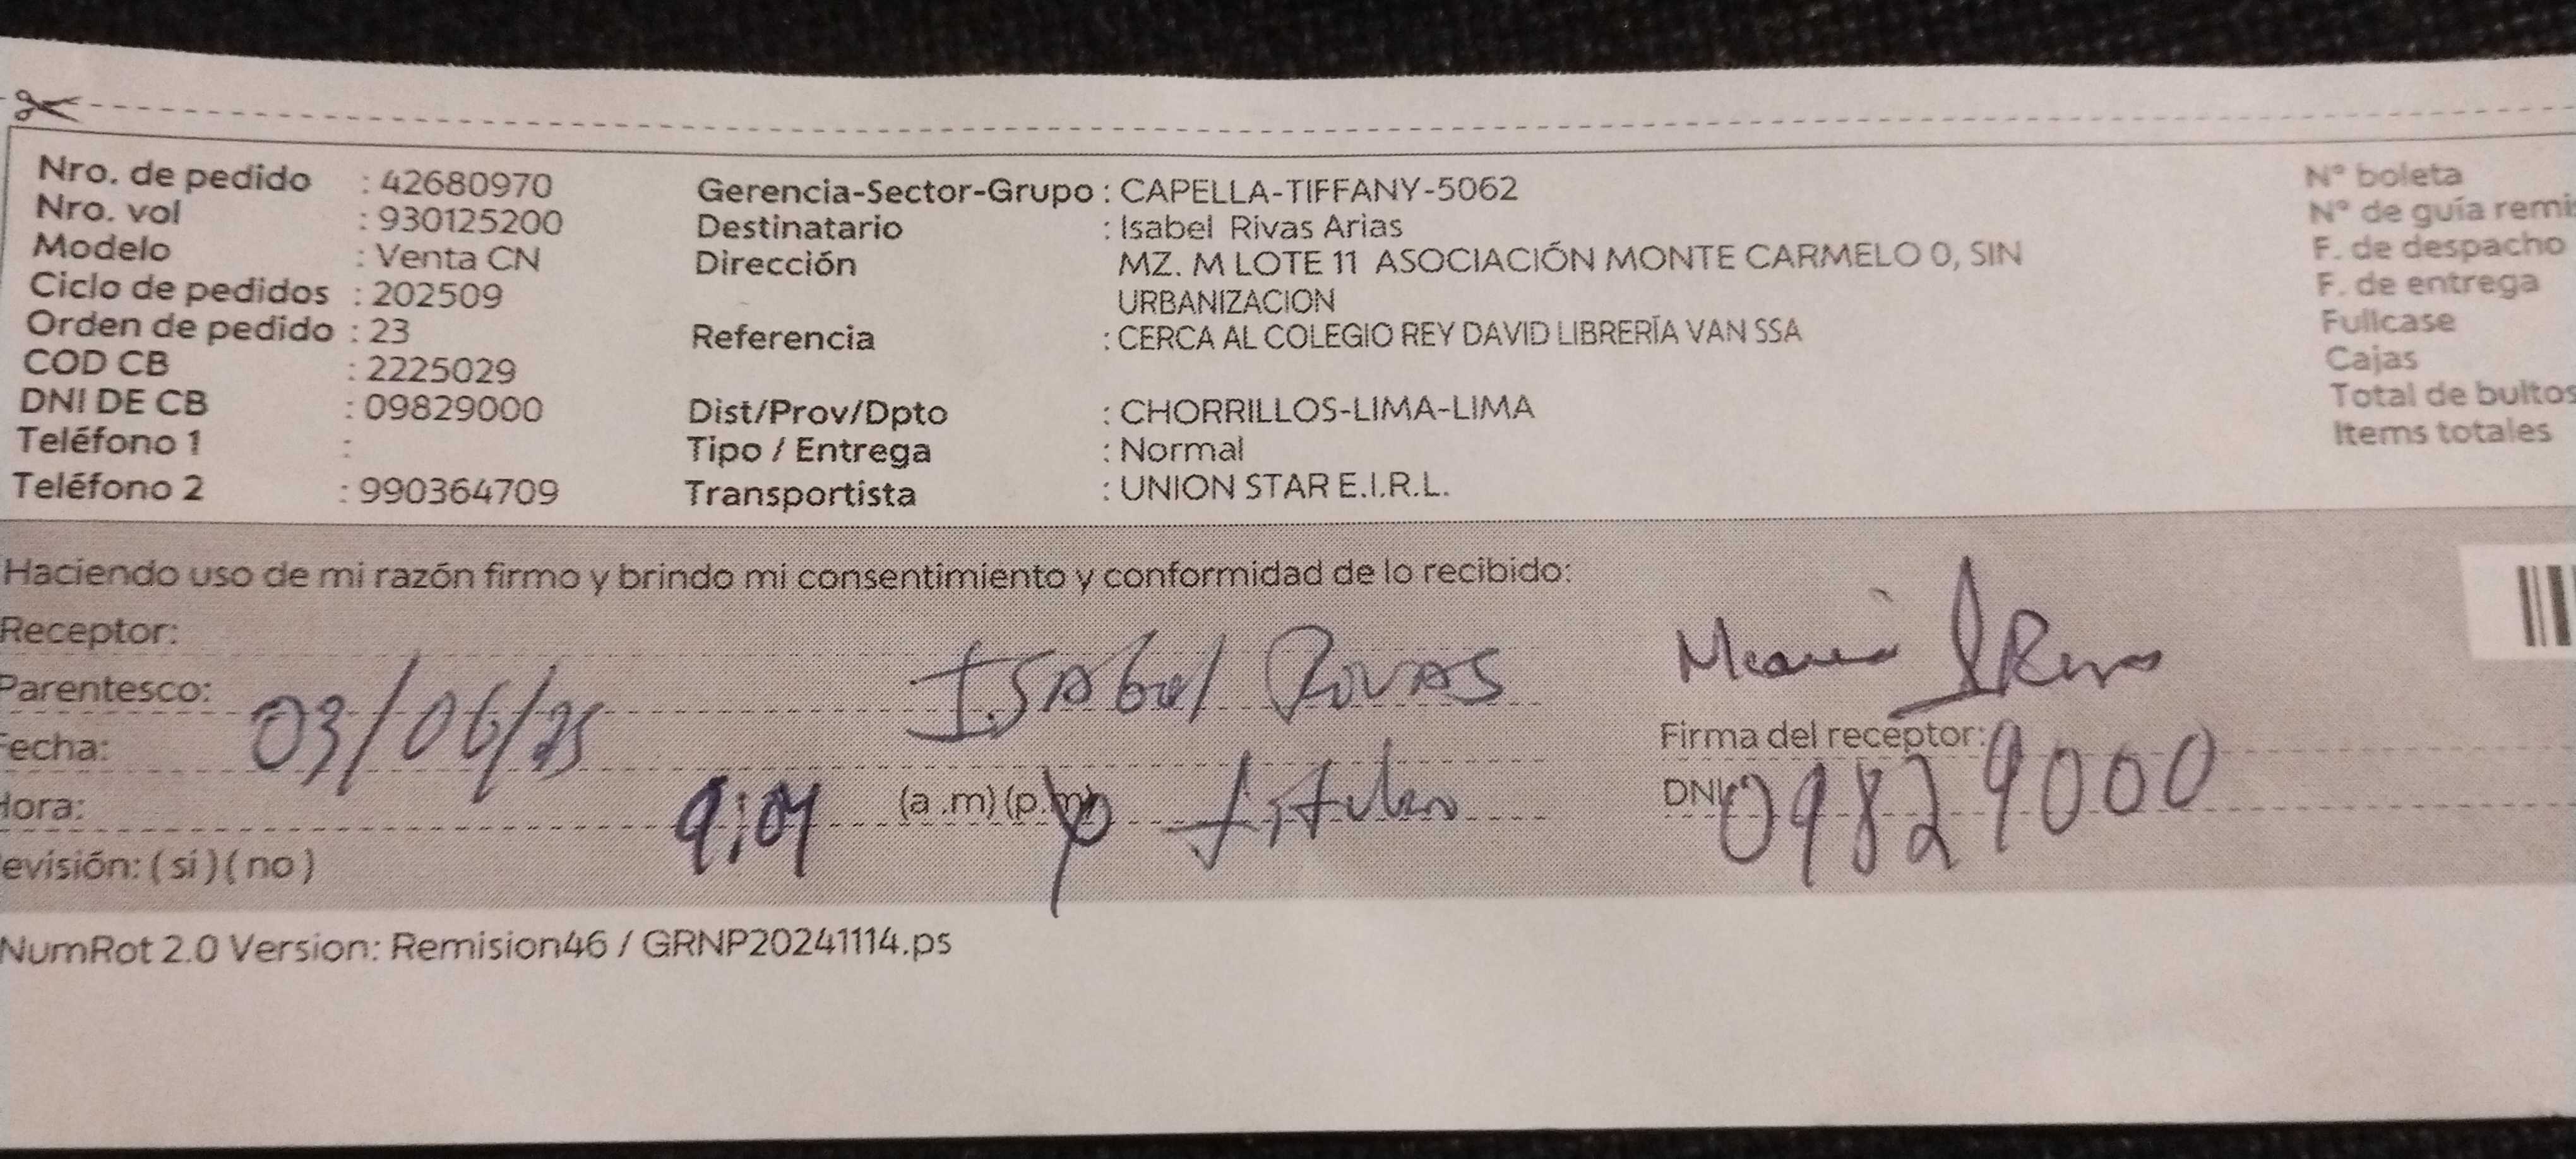 Nro. de pedido : 42680970
Nro. vol : 930125200
Modelo : Venta CN
Ciclo de pedidos : 202509
Orden de pedido : 23
COD CB : 2225029
DNI DE CB : 09829000
Teléfono 1 :
Teléfono 2 : 990364709
Gerencia-Sector-Grupo : CAPELLA-TIFFANY-5062
Destinatario : Isabel Rivas Arias
Dirección MZ. M LOTE 11 ASOCIACIÓN MONTE CARMELO 0, SIN
URBANIZACION
Referencia : CERCA AL COLEGIO REY DAVID LIBRERÍA VAN SSA
Dist/Prov/Dpto : CHORRILLOS-LIMA-LIMA
Tipo / Entrega : Normal
Transportista : UNION STAR E.I.R.L.
N° boleta
N° de guía remis
F. de despacho
F. de entrega
Fullcase
Cajas
Total de bultos
Items totales
Haciendo uso de mi razón firmo y brindo mi consentimiento y conformidad de lo recibido:
Receptor: Isabel Rivas
Parentesco:
Fecha: 03/06/25
Firma del receptor:
Hora: 9:04 (a .m) (p.m)
DNI: 09829000
evisión: ( sí ) ( no )
NumRot 2.0 Version: Remision46 / GRNP20241114.ps